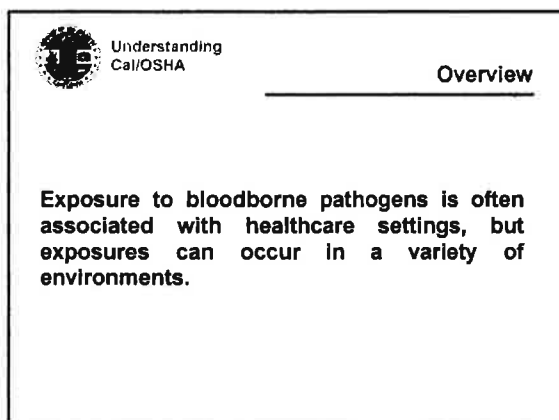 Understanding
Cal/OSHA
Overview
Exposure to bloodborne pathogens is often
associated with healthcare settings, but
exposures can occur in a variety of
environments.